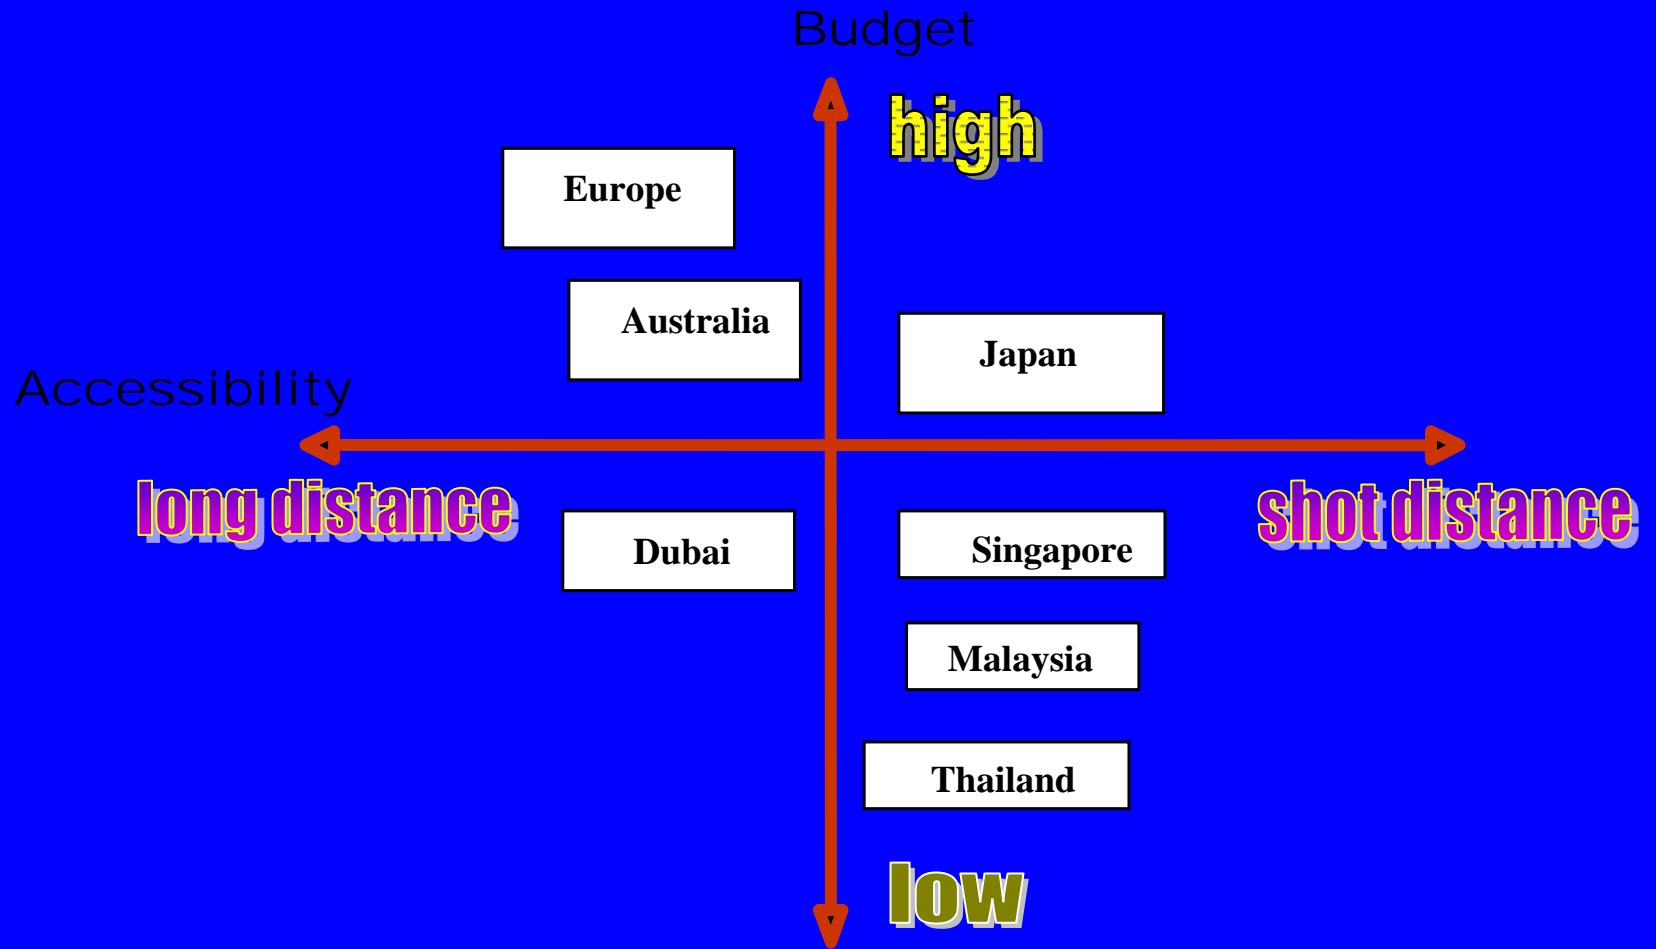 Budget
high
Europe
Australia
Japan
Accessibility
long distance
shot distance
Dubai
Singapore
Malaysia
Thailand
low